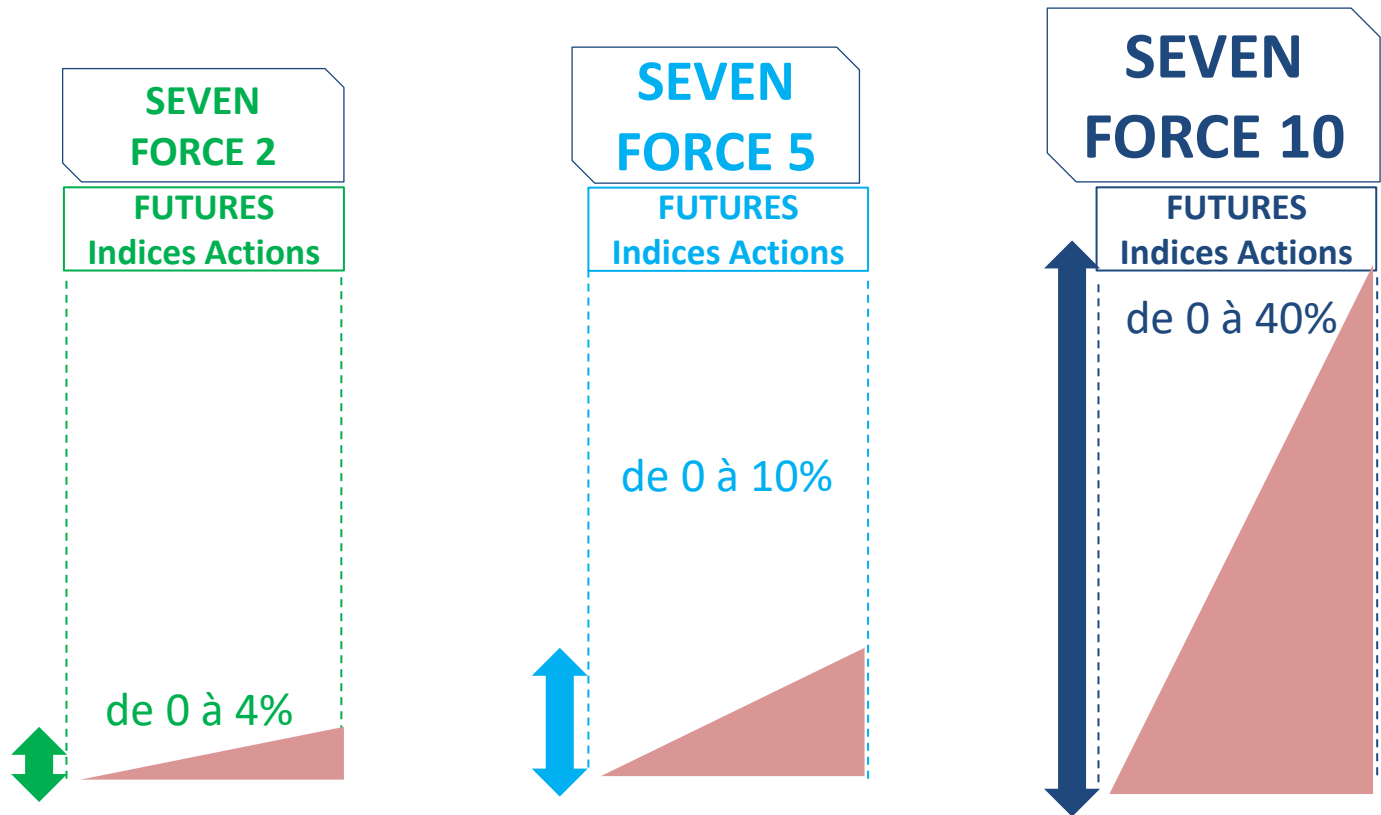 SEVEN
FORCE 2
FUTURES
Indices Actions
de 0 à 4%
SEVEN
FORCE 5
FUTURES
Indices Actions
de 0 à 10%
SEVEN
FORCE 10
FUTURES
Indices Actions
de 0 à 40%